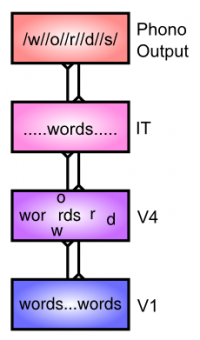 /w//o//r//d//s/ Phono
Output
.....words..... IT
o
wor rds r d V4
w
words...words V1